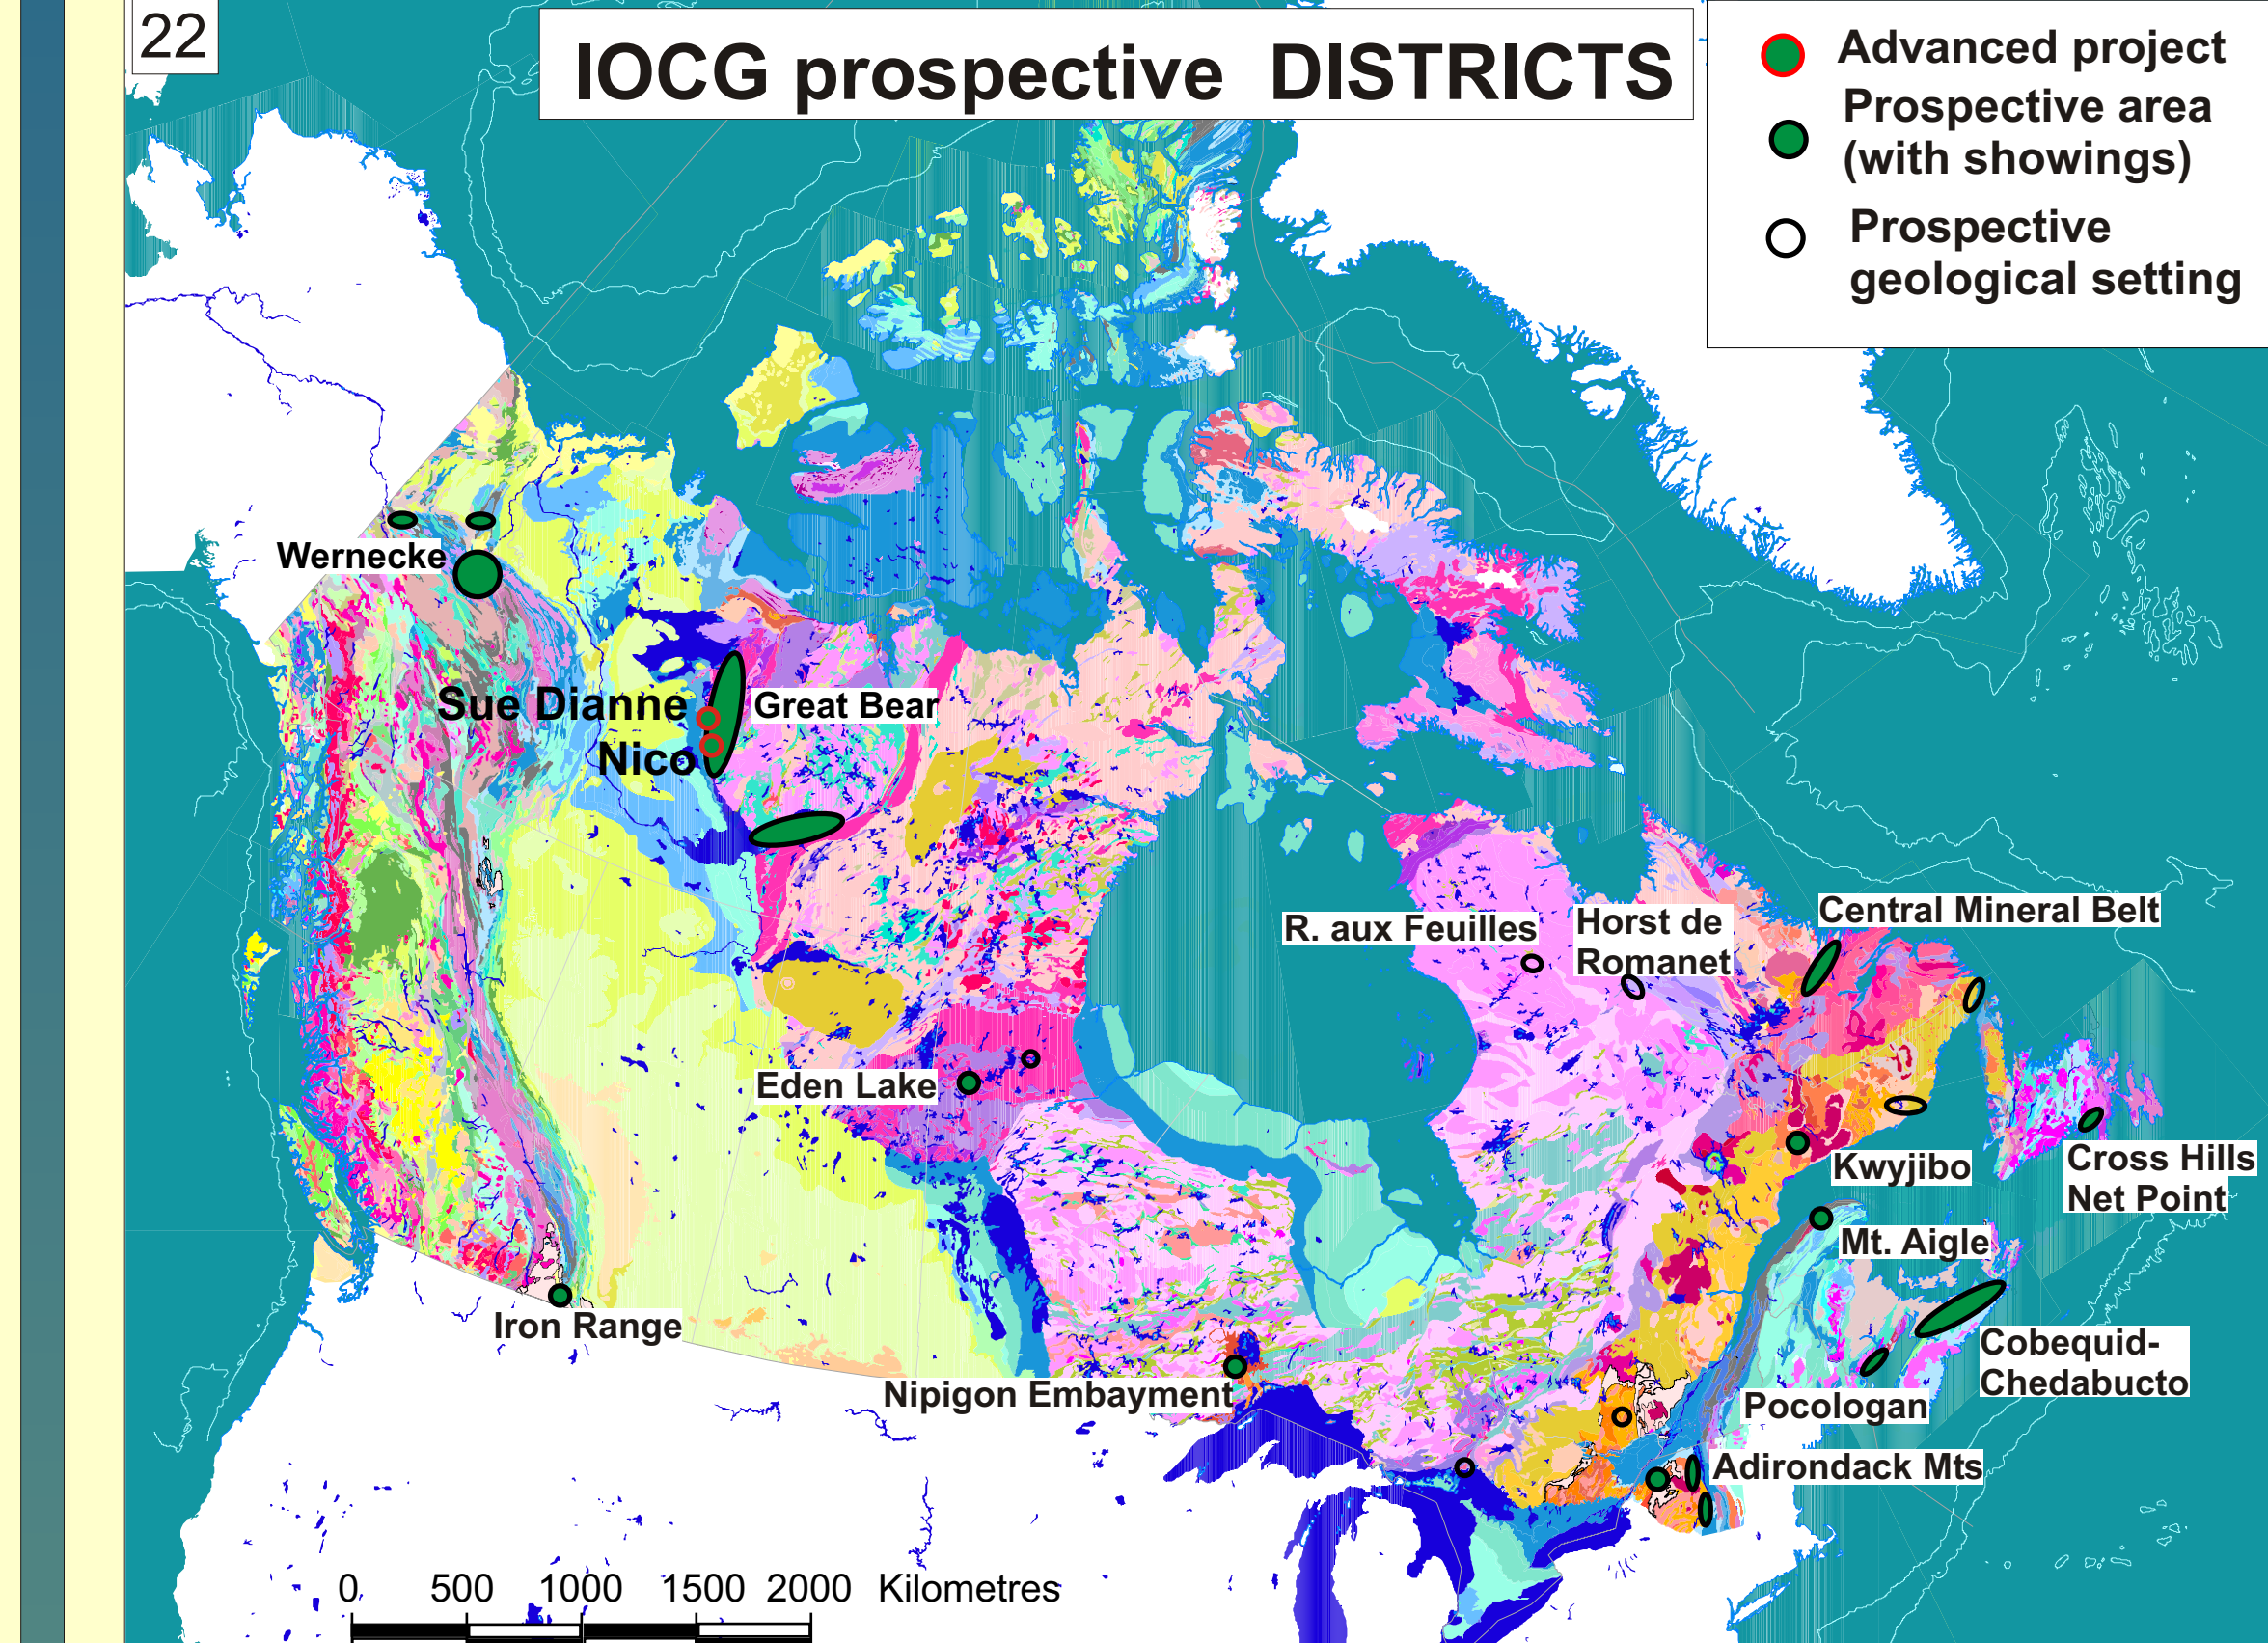 22
IOCG prospective DISTRICTS
Advanced project
Prospective area
(with showings)
Prospective
geological setting
Wernecke
Sue Dianne
Great Bear
Nico
R. aux Feuilles
Horst de
Romanet
Central Mineral Belt
Eden Lake
Kwyjibo
Cross Hills
Net Point
Mt. Aigle
Iron Range
Cobequid-
Chedabucto
Nipigon Embayment
Pocologan
Adirondack Mts
0 500 1000 1500 2000 Kilometres